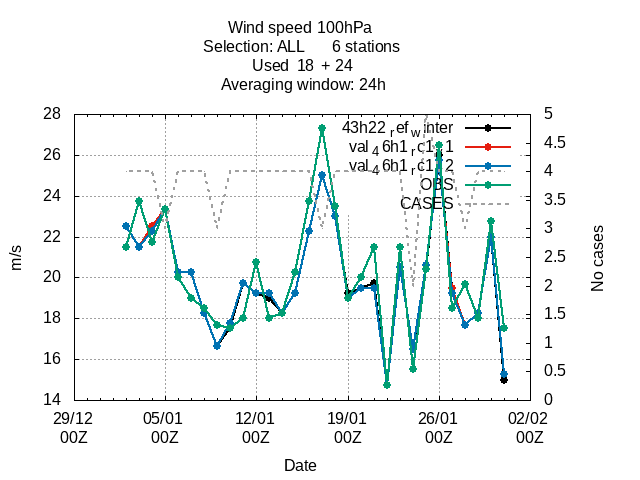 Wind speed 100hPa
Selection: ALL 6 stations
Used 18 + 24
Averaging window: 24h
28
26
24
22
20
18
16
14
m/s
5
4.5
4
3.5
3
2.5
2
1.5
1
0.5
0
No cases
43h22_ref_winter
val_46h1_rc1_1
val_46h1_rc1_2
OBS
CASES
29/12 05/01 12/01 19/01 26/01 02/02
00Z 00Z 00Z 00Z 00Z 00Z
Date